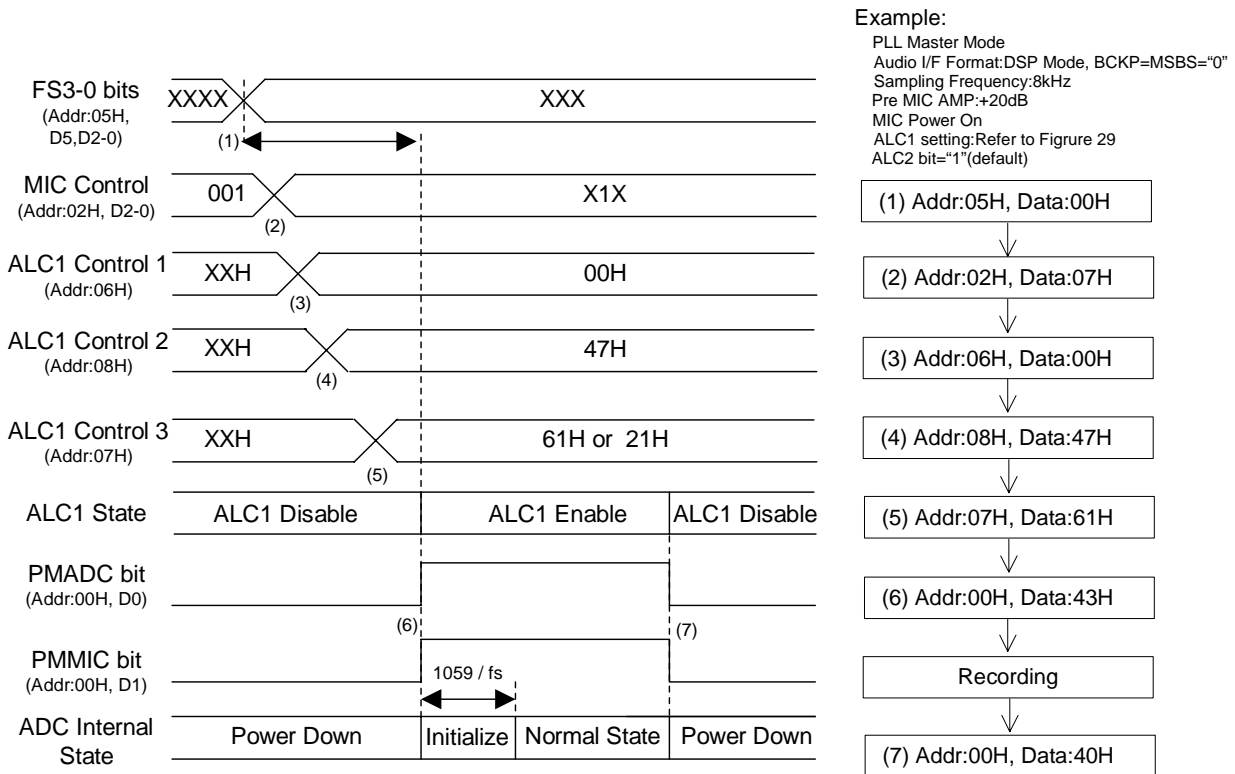 Example:
PLL Master Mode
Audio I/F Format:DSP Mode, BCKP=MSBS=“0”
Sampling Frequency:8kHz
Pre MIC AMP:+20dB
MIC Power On
ALC1 setting:Refer to Figrure 29
ALC2 bit=“1”(default)
FS3-0 bits
(Addr:05H,
D5,D2-0)
XXXX
XXX
(1)
MIC Control
(Addr:02H, D2-0)
001
X1X
(2)
ALC1 Control 1
(Addr:06H)
XXH
00H
(3)
ALC1 Control 2
(Addr:08H)
XXH
47H
(4)
ALC1 Control 3
(Addr:07H)
XXH
61H or 21H
(5)
ALC1 State
ALC1 Disable
ALC1 Enable
ALC1 Disable
PMADC bit
(Addr:00H, D0)
(6)
(7)
PMMIC bit
(Addr:00H, D1)
1059 / fs
ADC Internal
State
Power Down
Initialize
Normal State
Power Down
(1) Addr:05H, Data:00H
(2) Addr:02H, Data:07H
(3) Addr:06H, Data:00H
(4) Addr:08H, Data:47H
(5) Addr:07H, Data:61H
(6) Addr:00H, Data:43H
Recording
(7) Addr:00H, Data:40H